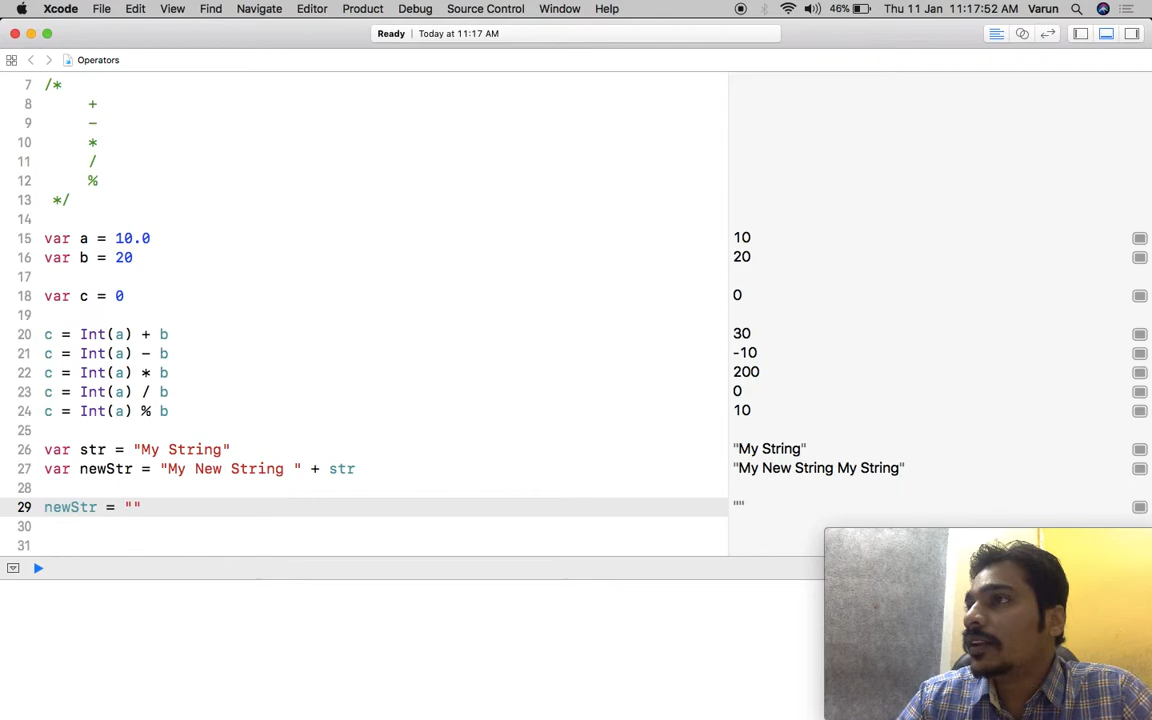 Xcode File Edit View Find Navigate Editor Product Debug Source Control Window Help 46% Thu 11 Jan 11:17:52 AM Varun
Ready | Today at 11:17 AM
Operators
7 /*
8 +
9 -
10 *
11 /
12 %
13 */
14
15 var a = 10.0 10
16 var b = 20 20
17
18 var c = 0 0
19
20 c = Int(a) + b 30
21 c = Int(a) - b -10
22 c = Int(a) * b 200
23 c = Int(a) / b 0
24 c = Int(a) % b 10
25
26 var str = "My String" "My String"
27 var newStr = "My New String " + str "My New String My String"
28
29 newStr = "" ""
30
31